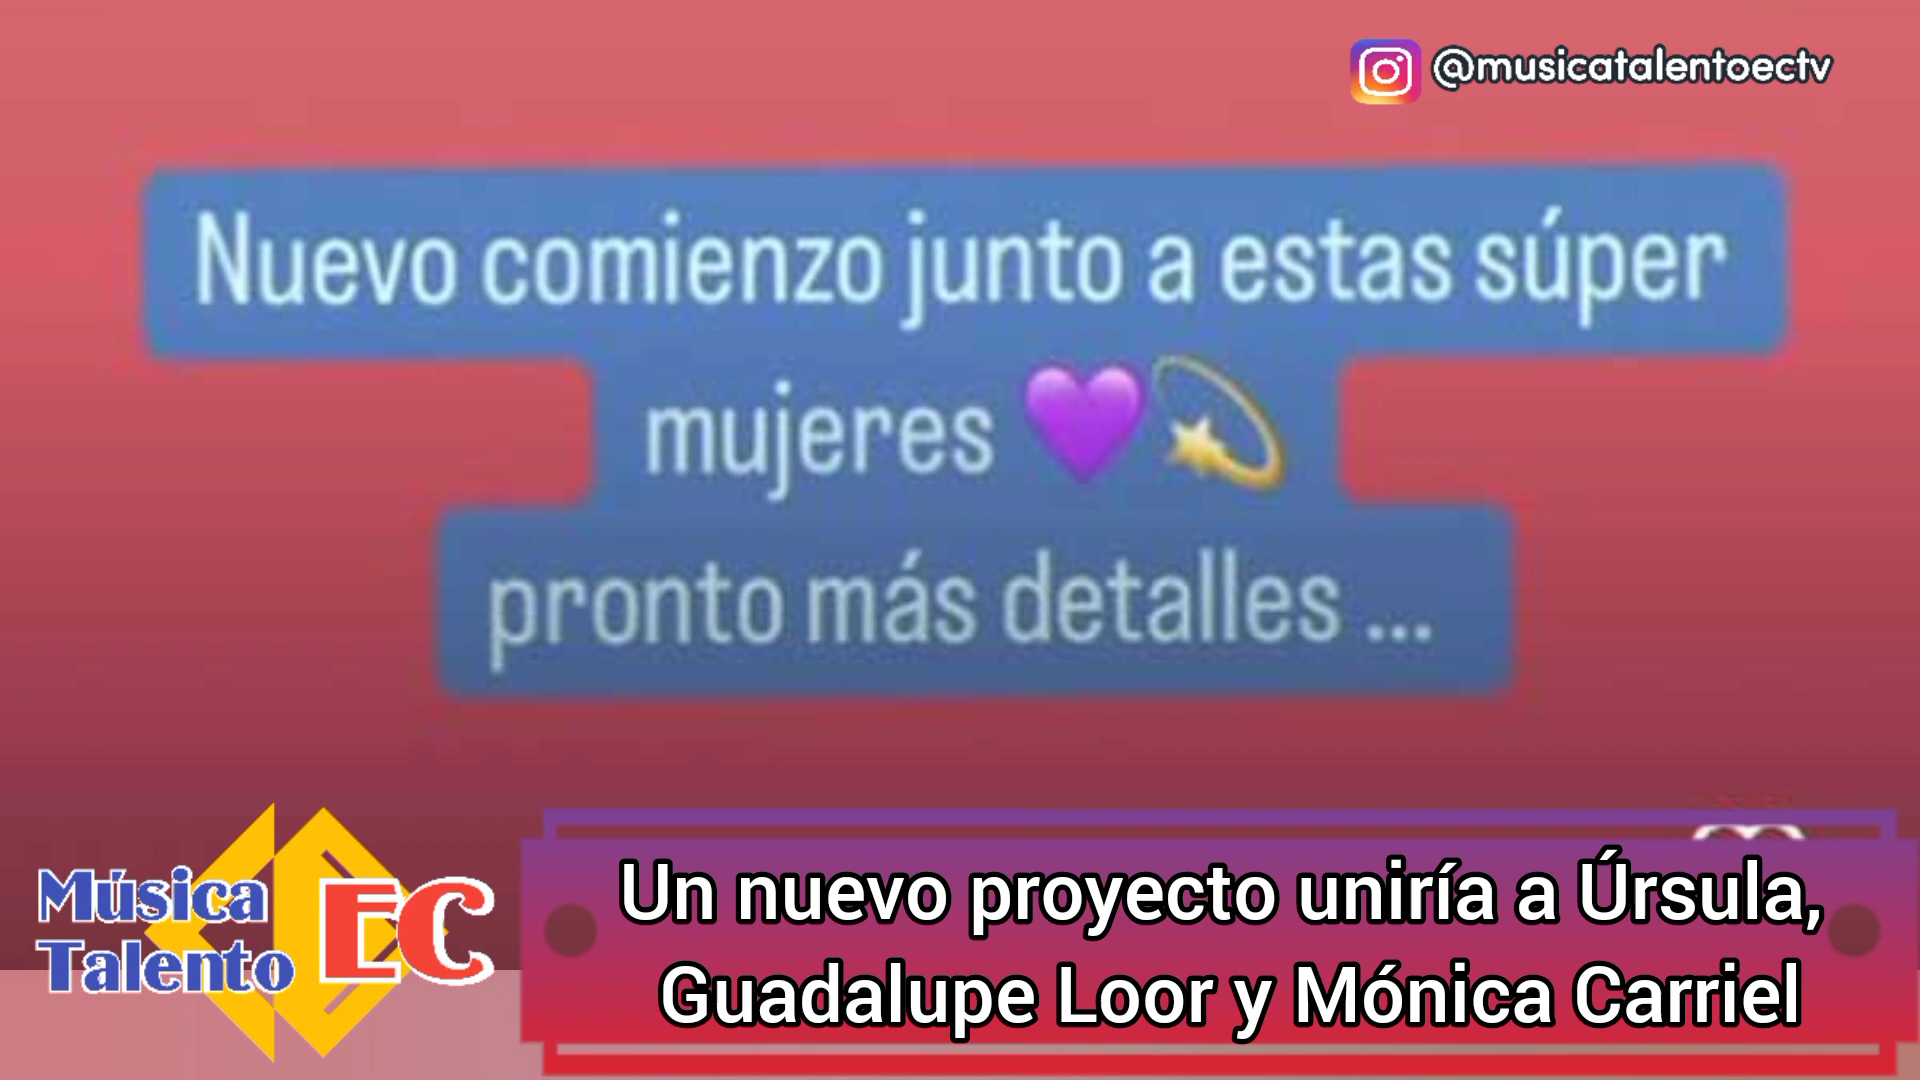 @musicatalentoectv
Nuevo comienzo junto a estas súper
mujeres 💜💫
pronto más detalles ...
Música
Talento
EC
Un nuevo proyecto uniría a Úrsula,
Guadalupe Loor y Mónica Carriel